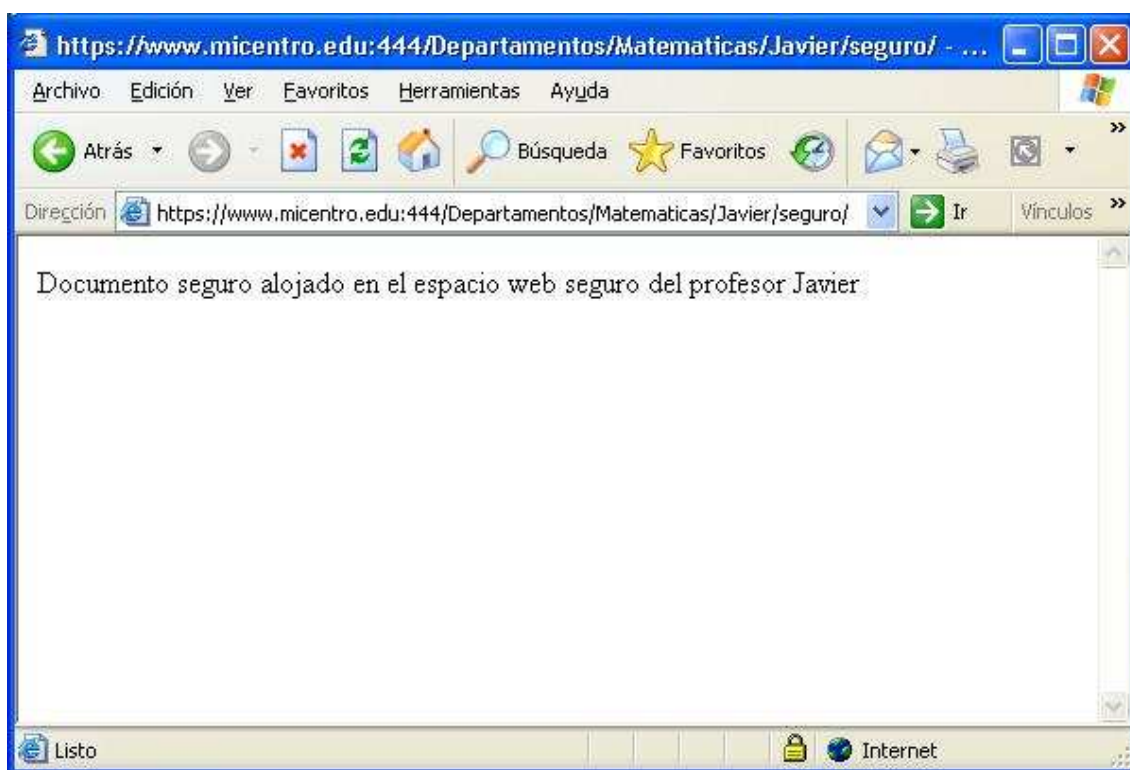 https://www.micentro.edu:444/Departamentos/Matematicas/Javier/seguro/ - ...
Archivo Edición Ver Favoritos Herramientas Ayuda
Atrás Búsqueda Favoritos »
Dirección https://www.micentro.edu:444/Departamentos/Matematicas/Javier/seguro/ Ir Vínculos »
Documento seguro alojado en el espacio web seguro del profesor Javier
Listo Internet